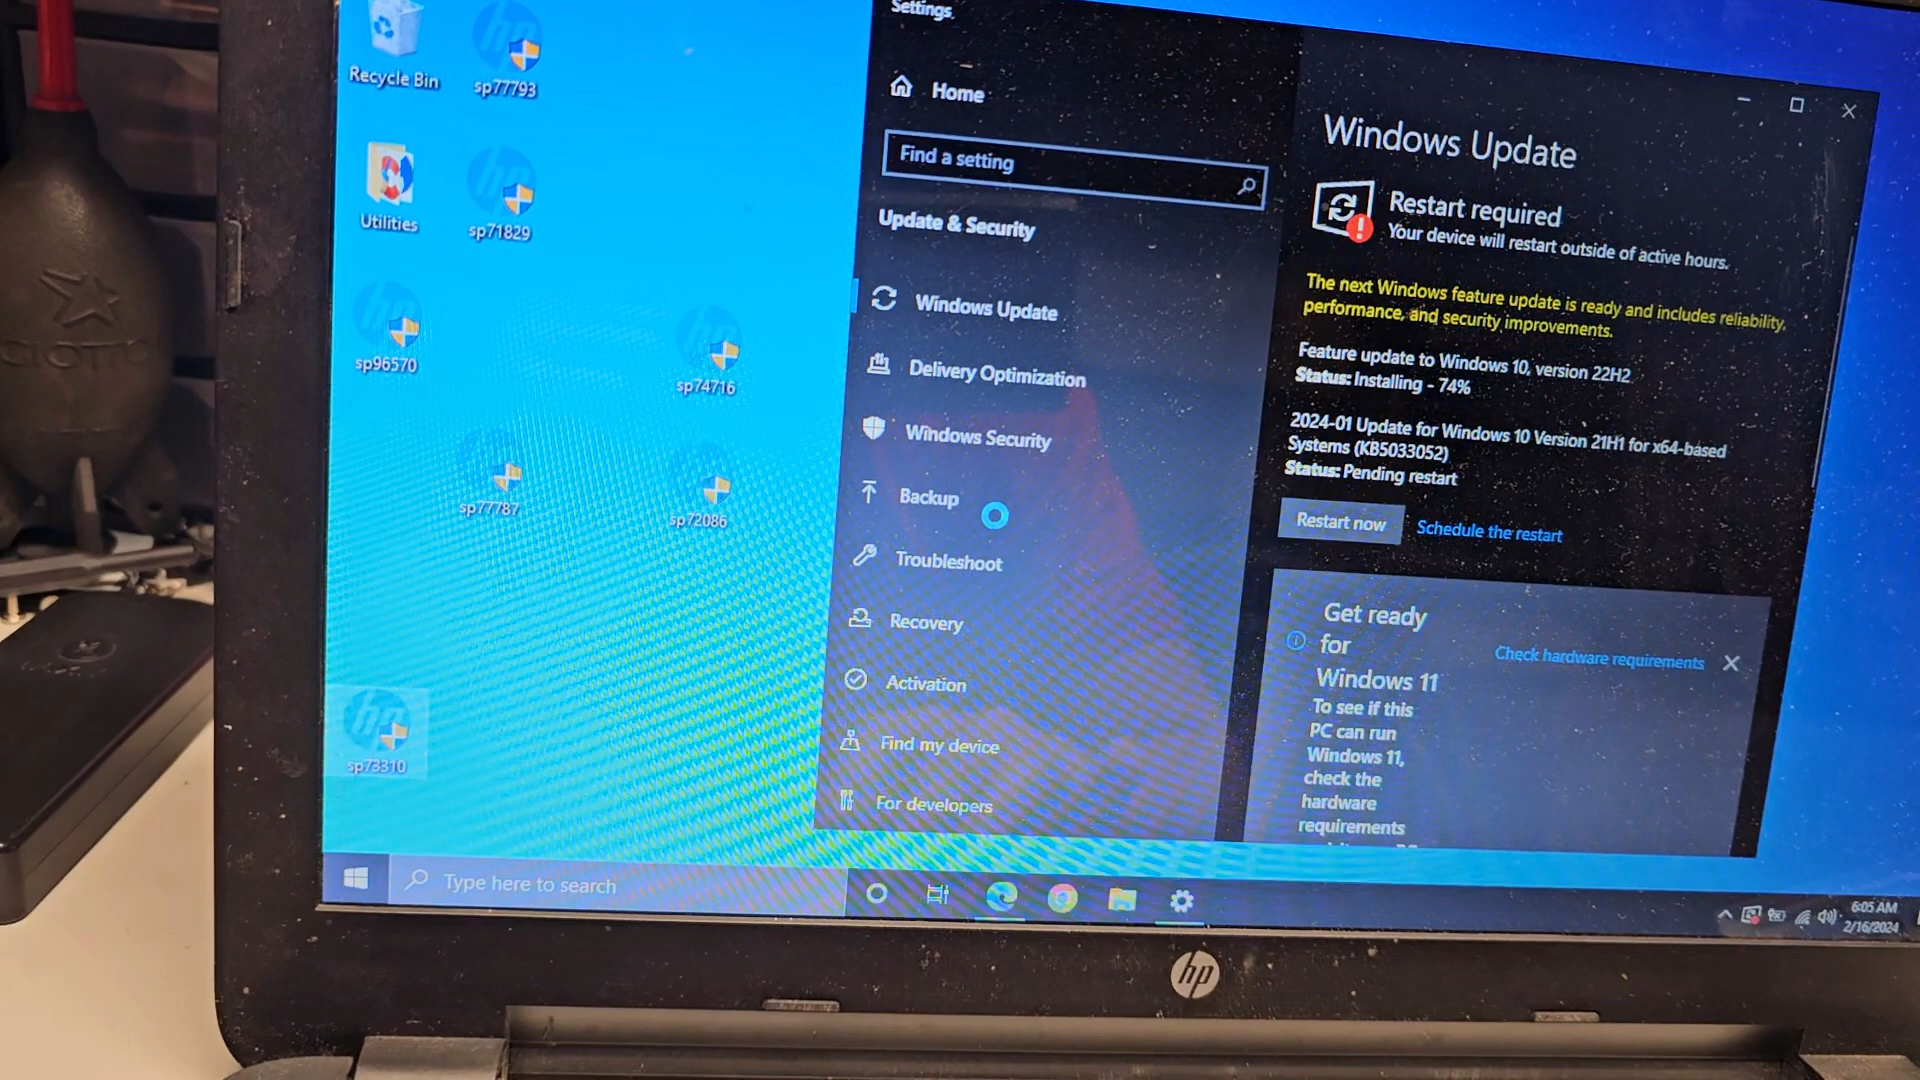 Recycle Bin
sp77793
Utilities
sp71829
sp96570
sp74716
sp77787
sp72086
sp73310
Settings
Home
Find a setting
Update & Security
Windows Update
Delivery Optimization
Windows Security
Backup
Troubleshoot
Recovery
Activation
Find my device
For developers
Windows Update
Restart required
Your device will restart outside of active hours.
The next Windows feature update is ready and includes reliability,
performance, and security improvements.
Feature update to Windows 10, version 22H2
Status: Installing - 74%
2024-01 Update for Windows 10 Version 21H1 for x64-based
Systems (KB5033052)
Status: Pending restart
Restart now
Schedule the restart
Get ready
for
Windows 11
Check hardware requirements
To see if this
PC can run
Windows 11,
check the
hardware
requirements
Type here to search
6:05 AM
2/16/2024
hp